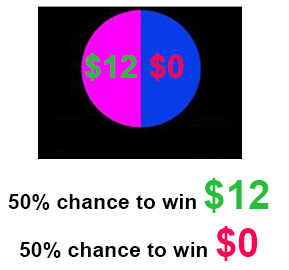 $12 $0
50% chance to win $12
50% chance to win $0